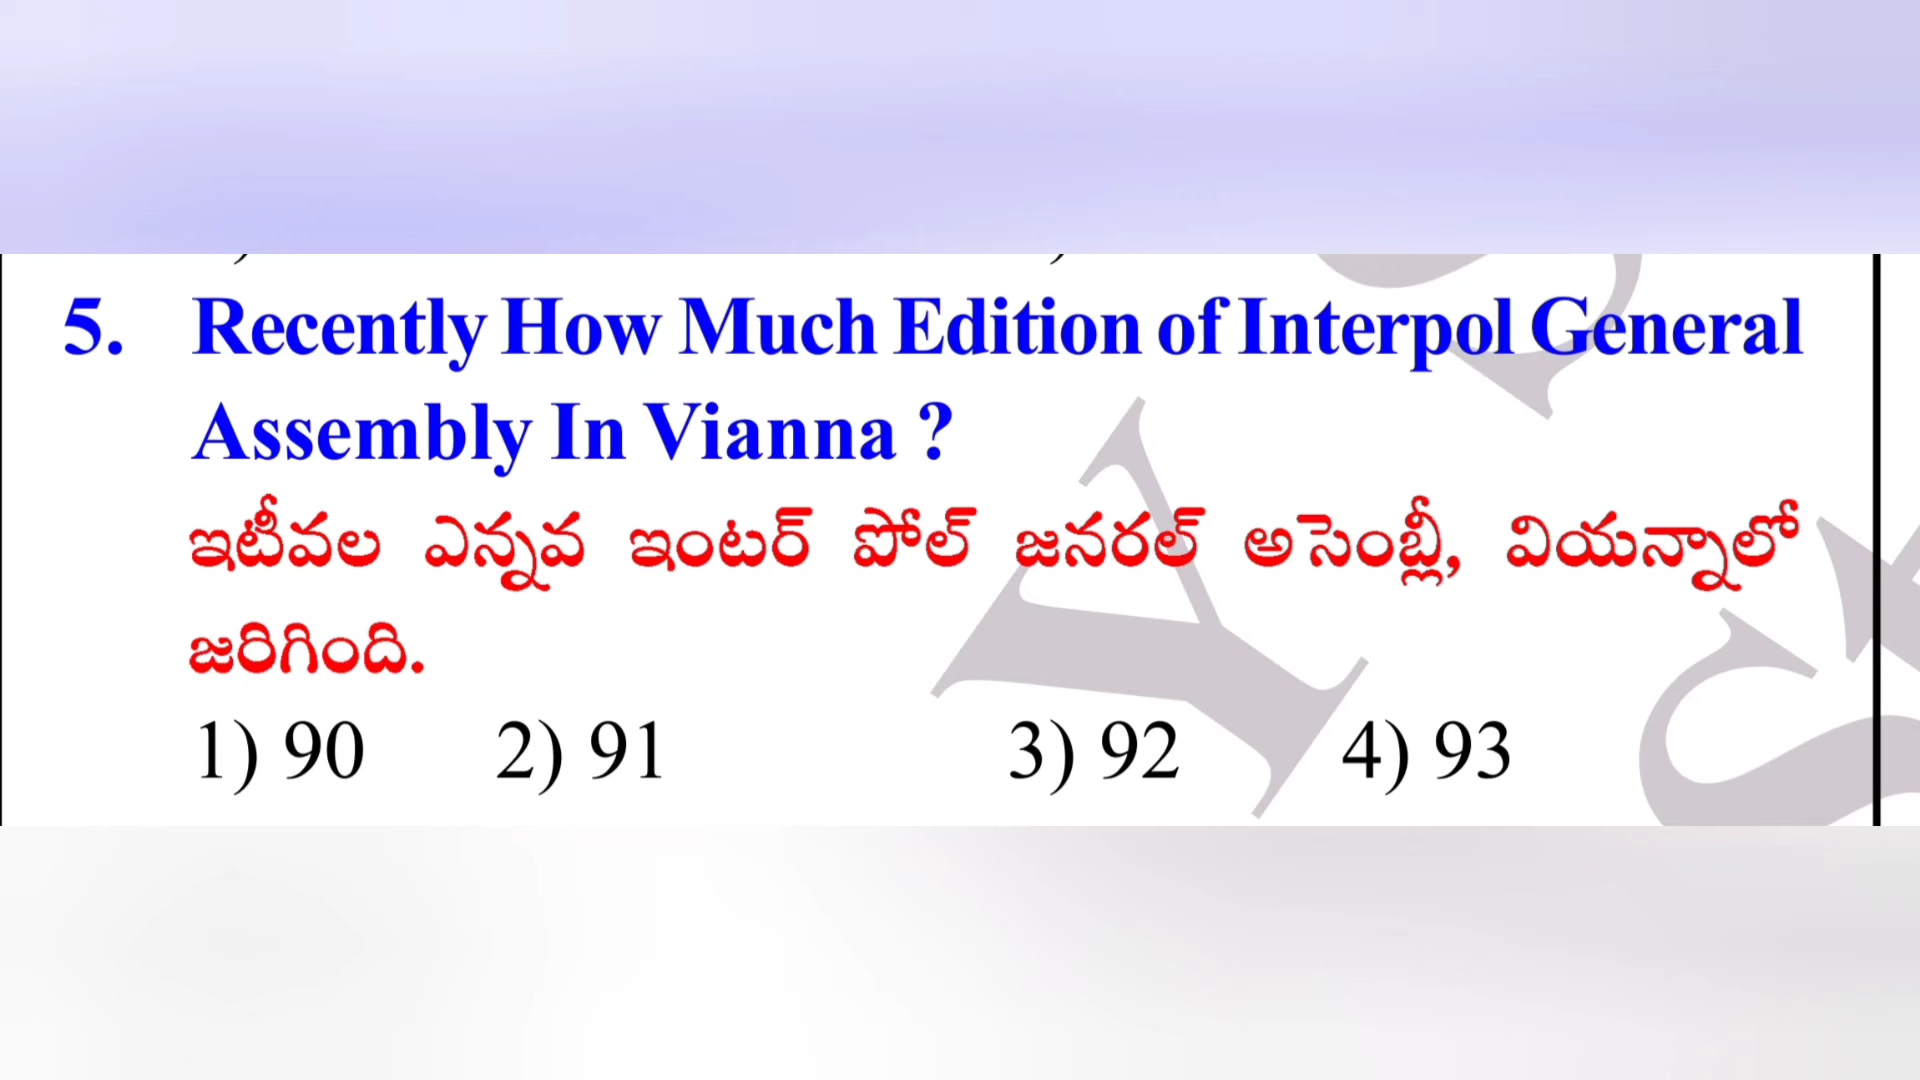 5. Recently How Much Edition of Interpol General
Assembly In Vianna ?
ఇటీవల ఎన్నవ ఇంటర్ పోల్ జనరల్ అసెంబ్లీ, వియన్నాలో
జరిగింది.
1) 90 2) 91 3) 92 4) 93